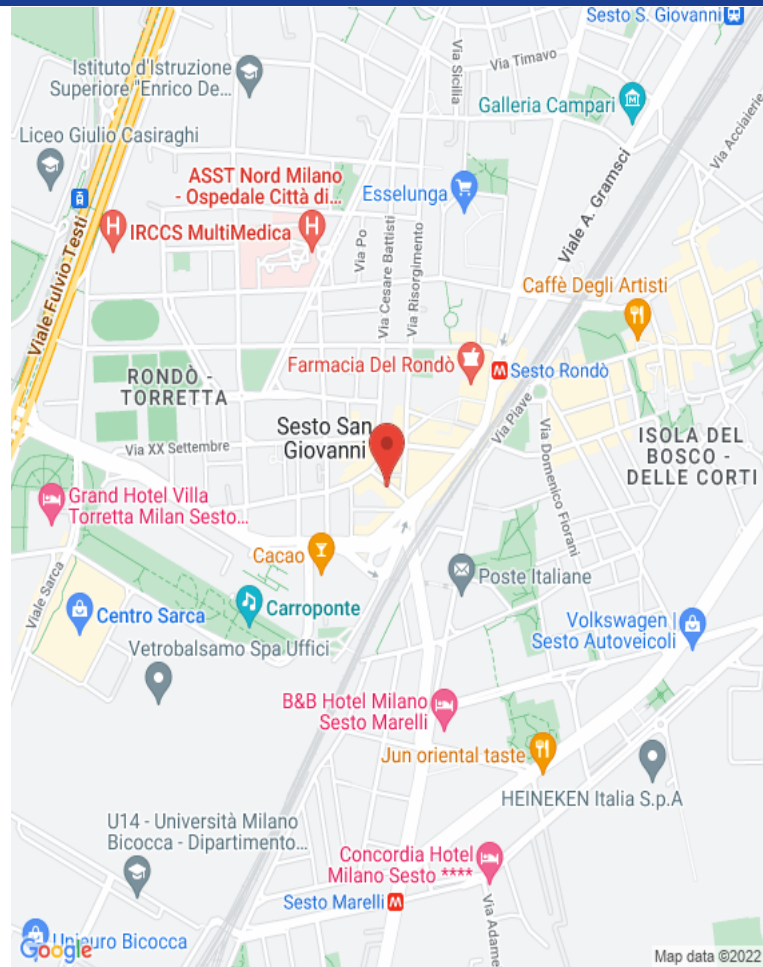 Sesto S. Giovanni
Via Sicilia
Via Timavo
Istituto d'Istruzione
Superiore "Enrico De...
Galleria Campari
Via Acciaierie
Liceo Giulio Casiraghi
Viale A. Gramsci
ASST Nord Milano
- Ospedale Città di...
Esselunga
IRCCS MultiMedica
Via Po
Via Cesare Battisti
Via Risorgimento
Viale Fulvio Testi
Caffè Degli Artisti
Farmacia Del Rondò
M Sesto Rondò
RONDÒ -
TORRETTA
Via Piave
Sesto San
Giovanni
Via XX Settembre
Via Domenico Fiorani
ISOLA DEL
BOSCO -
DELLE CORTI
Grand Hotel Villa
Torretta Milan Sesto...
Cacao
Poste Italiane
Viale Sarca
Centro Sarca
Carroponte
Volkswagen |
Sesto Autoveicoli
Vetrobalsamo Spa Uffici
B&B Hotel Milano
Sesto Marelli
Jun oriental taste
HEINEKEN Italia S.p.A
U14 - Università Milano
Bicocca - Dipartimento...
Concordia Hotel
Milano Sesto ****
Sesto Marelli M
Via Adame
Unieuro Bicocca
Google
Map data ©2022